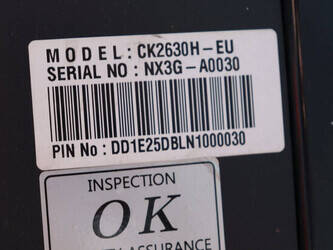 MODEL: CK2630H-EU
SERIAL NO: NX3G-A0030
PIN No: DD1E25DBLN1000030
INSPECTION
OK
ASSURANCE